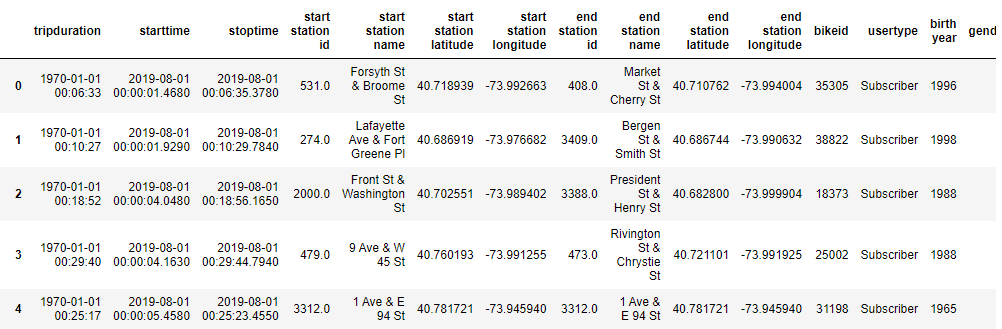 start start start start end end end end
birth
tripduration starttime stoptime station station station station station station station station bikeid usertype gend
year
id name latitude longitude id name latitude longitude
Forsyth St Market
1970-01-01 2019-08-01 2019-08-01
0 531.0 & Broome 40.718939 -73.992663 408.0 St & 40.710762 -73.994004 35305 Subscriber 1996
00:06:33 00:00:01.4680 00:06:35.3780
St Cherry St
Lafayette Bergen
1970-01-01 2019-08-01 2019-08-01
1 274.0 Ave & Fort 40.686919 -73.976682 3409.0 St & 40.686744 -73.990632 38822 Subscriber 1998
00:10:27 00:00:01.9290 00:10:29.7840
Greene Pl Smith St
Front St & President
1970-01-01 2019-08-01 2019-08-01
2 2000.0 Washington 40.702551 -73.989402 3388.0 St & 40.682800 -73.999904 18373 Subscriber 1988
00:18:52 00:00:04.0480 00:18:56.1650
St Henry St
Rivington
1970-01-01 2019-08-01 2019-08-01 9 Ave & W St &
3 479.0 40.760193 -73.991255 473.0 40.721101 -73.991925 25002 Subscriber 1988
00:29:40 00:00:04.1630 00:29:44.7940 45 St Chrystie
St
1970-01-01 2019-08-01 2019-08-01 1 Ave & E 1 Ave &
4 3312.0 40.781721 -73.945940 3312.0 40.781721 -73.945940 31198 Subscriber 1965
00:25:17 00:00:05.4580 00:25:23.4550 94 St E 94 St